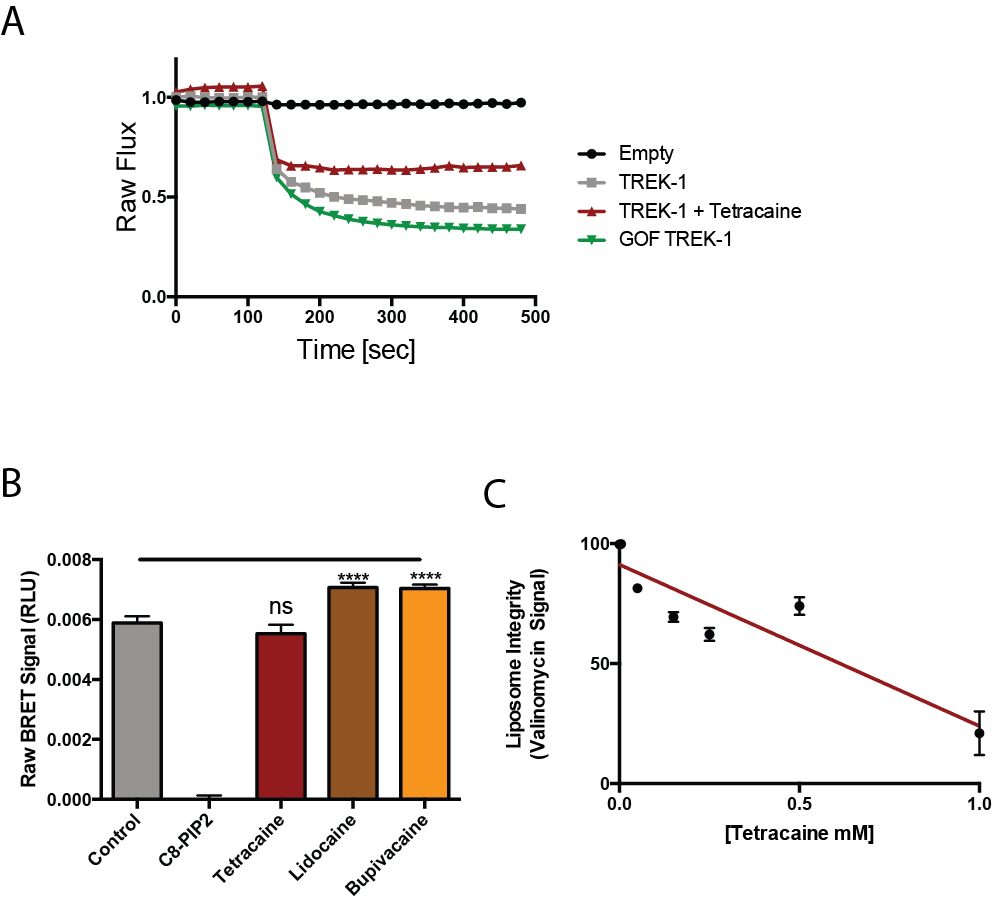 A
Raw Flux
1.0
0.5
0.0
0 100 200 300 400 500
Time [sec]
Empty
TREK-1
TREK-1 + Tetracaine
GOF TREK-1
B
Raw BRET Signal (RLU)
0.008
0.006
0.004
0.002
0.000
ns
****
****
Control
C8-PIP2
Tetracaine
Lidocaine
Bupivacaine
C
Liposome Integrity
(Valinomycin Signal)
100
50
0
0.0 0.5 1.0
[Tetracaine mM]